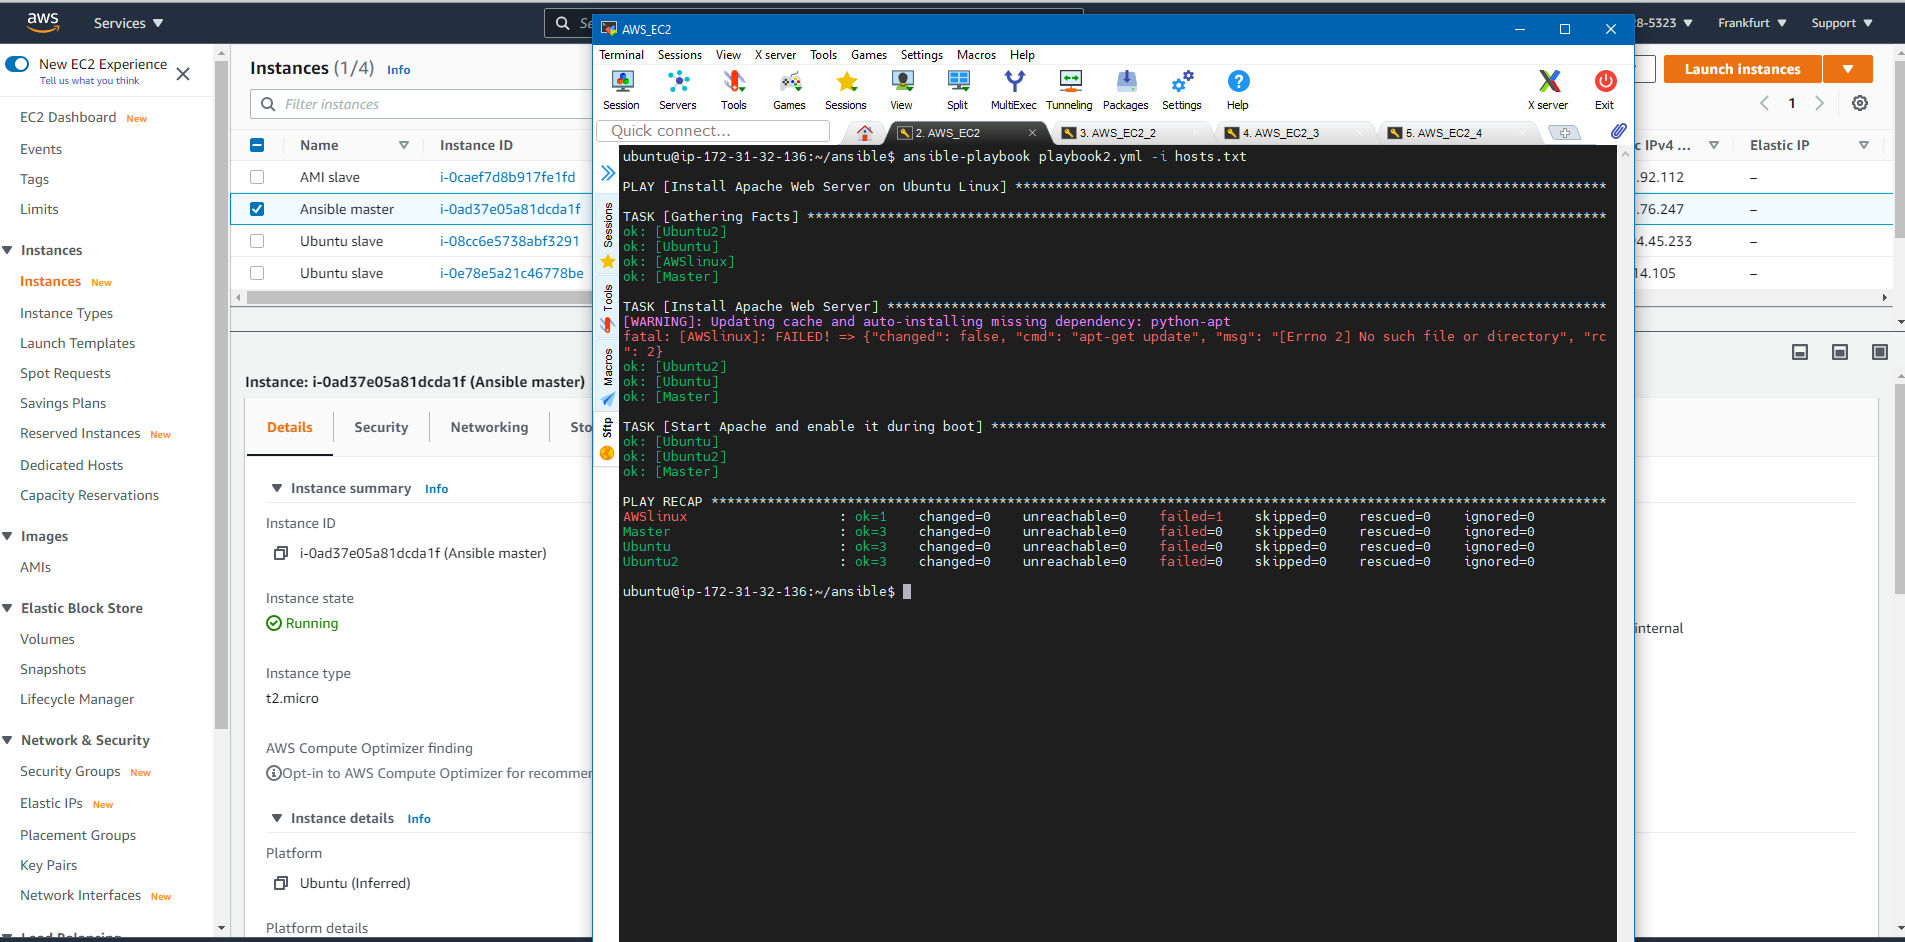 aws
Services
28-5323
Frankfurt
Support
New EC2 Experience
Tell us what you think
EC2 Dashboard New
Events
Tags
Limits
Instances
Instances New
Instance Types
Launch Templates
Spot Requests
Savings Plans
Reserved Instances New
Dedicated Hosts
Capacity Reservations
Images
AMIs
Elastic Block Store
Volumes
Snapshots
Lifecycle Manager
Network & Security
Security Groups New
Elastic IPs New
Placement Groups
Key Pairs
Network Interfaces New
Instances (1/4) Info
Filter instances
Name Instance ID
AMI slave i-0caef7d8b917fe1fd
Ansible master i-0ad37e05a81dcda1f
Ubuntu slave i-08cc6e5738abf3291
Ubuntu slave i-0e78e5a21c46778be
Instance: i-0ad37e05a81dcda1f (Ansible master)
Details Security Networking Sto
Instance summary Info
Instance ID
i-0ad37e05a81dcda1f (Ansible master)
Instance state
Running
Instance type
t2.micro
AWS Compute Optimizer finding
Opt-in to AWS Compute Optimizer for recommen
Instance details Info
Platform
Ubuntu (Inferred)
Platform details
AWS_EC2
Terminal Sessions View X server Tools Games Settings Macros Help
Session Servers Tools Games Sessions View Split MultiExec Tunneling Packages Settings Help X server Exit
Quick connect...
2. AWS_EC2 3. AWS_EC2_2 4. AWS_EC2_3 5. AWS_EC2_4
Sessions
Tools
Macros
Sftp
ubuntu@ip-172-31-32-136:~/ansible$ ansible-playbook playbook2.yml -i hosts.txt
PLAY [Install Apache Web Server on Ubuntu Linux] **************************************************************************
TASK [Gathering Facts] ****************************************************************************************************
ok: [Ubuntu2]
ok: [Ubuntu]
ok: [AWSlinux]
ok: [Master]
TASK [Install Apache Web Server] ******************************************************************************************
[WARNING]: Updating cache and auto-installing missing dependency: python-apt
fatal: [AWSlinux]: FAILED! => {"changed": false, "cmd": "apt-get update", "msg": "[Errno 2] No such file or directory", "rc
": 2}
ok: [Ubuntu2]
ok: [Ubuntu]
ok: [Master]
TASK [Start Apache and enable it during boot] *****************************************************************************
ok: [Ubuntu]
ok: [Ubuntu2]
ok: [Master]
PLAY RECAP ****************************************************************************************************************
AWSlinux : ok=1 changed=0 unreachable=0 failed=1 skipped=0 rescued=0 ignored=0
Master : ok=3 changed=0 unreachable=0 failed=0 skipped=0 rescued=0 ignored=0
Ubuntu : ok=3 changed=0 unreachable=0 failed=0 skipped=0 rescued=0 ignored=0
Ubuntu2 : ok=3 changed=0 unreachable=0 failed=0 skipped=0 rescued=0 ignored=0
ubuntu@ip-172-31-32-136:~/ansible$
Launch instances
1
c IPv4 ... Elastic IP
.92.112 –
.76.247 –
4.45.233 –
14.105 –
internal